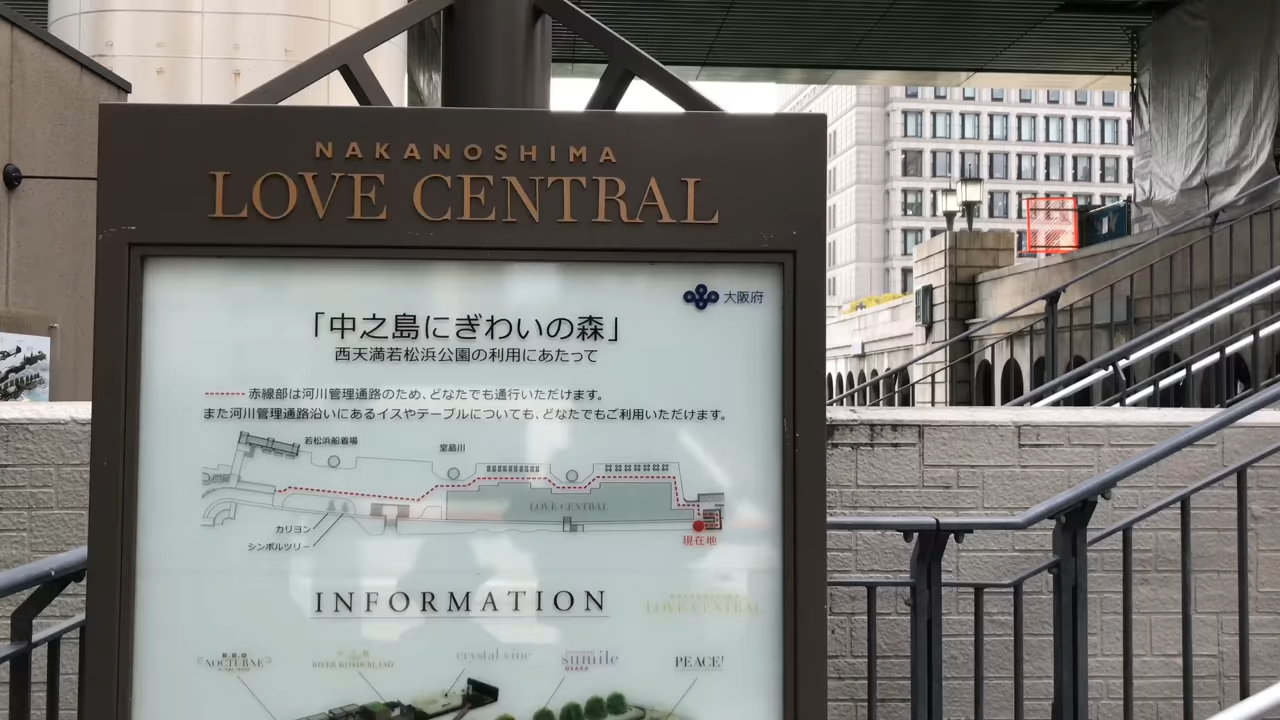 NAKANOSHIMA
LOVE CENTRAL
大阪府
「中之島にぎわいの森」
西天満若松浜公園の利用にあたって
赤線部は河川管理通路のため、どなたでも通行いただけます。
また河川管理通路沿いにあるイスやテーブルについても、どなたでもご利用いただけます。
若松浜船着場
堂島川
LOVE CENTRAL
カリヨン
シンボルツリー
現在地
INFORMATION
NAKANOSHIMA
LOVE CENTRAL
NOCTURNE
RIVER WONDERLAND
crystal vine
sumile
OSAKA
PEACE!